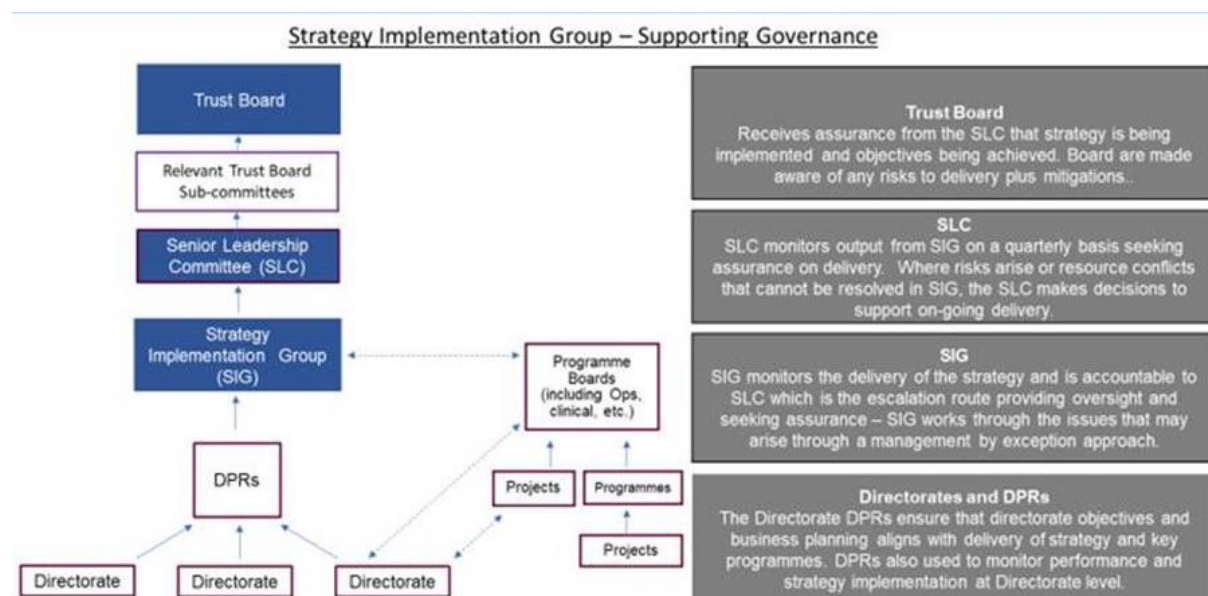 Strategy Implementation Group – Supporting Governance
Trust Board
Relevant Trust Board
Sub-committees
Senior Leadership
Committee (SLC)
Strategy
Implementation Group
(SIG)
Programme
Boards
(including Ops,
clinical, etc.)
DPRs
Projects
Programmes
Projects
Directorate
Directorate
Directorate
Trust Board
Receives assurance from the SLC that strategy is being
implemented and objectives being achieved. Board are made
aware of any risks to delivery plus mitigations..
SLC
SLC monitors output from SIG on a quarterly basis seeking
assurance on delivery. Where risks arise or resource conflicts
that cannot be resolved in SIG, the SLC makes decisions to
support on-going delivery.
SIG
SIG monitors the delivery of the strategy and is accountable to
SLC which is the escalation route providing oversight and
seeking assurance – SIG works through the issues that may
arise through a management by exception approach.
Directorates and DPRs
The Directorate DPRs ensure that directorate objectives and
business planning aligns with delivery of strategy and key
programmes. DPRs also used to monitor performance and
strategy implementation at Directorate level.